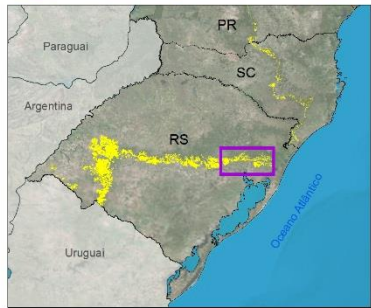 PR
Paraguai
SC
Argentina
RS
Oceano Atlântico
Uruguai